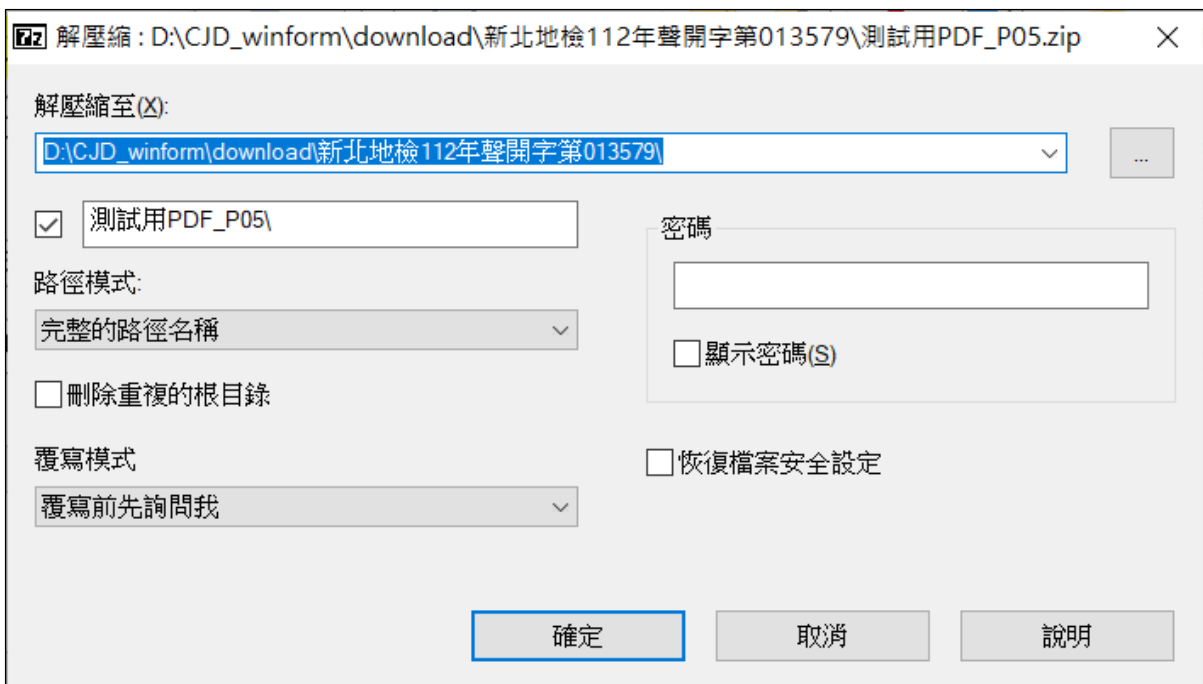 7z 解壓縮 : D:\CJD_winform\download\新北地檢112年聲開字第013579\測試用PDF_P05.zip
解壓縮至(X):
D:\CJD_winform\download\新北地檢112年聲開字第013579\
...
測試用PDF_P05\
密碼
路徑模式:
完整的路徑名稱
顯示密碼(S)
刪除重複的根目錄
覆寫模式
恢復檔案安全設定
覆寫前先詢問我
確定 取消 說明